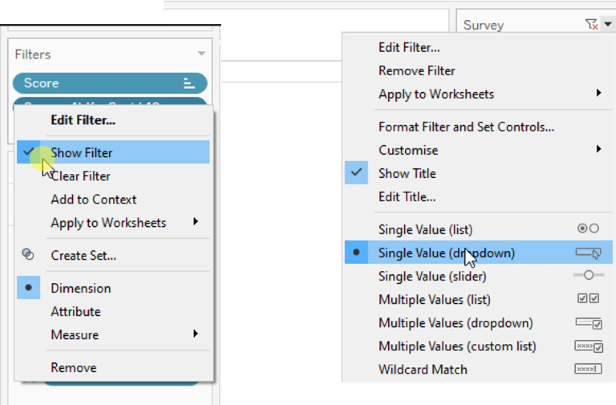 Filters
Score
Edit Filter...
Show Filter
Clear Filter
Add to Context
Apply to Worksheets
Create Set...
Dimension
Attribute
Measure
Remove
Survey
Edit Filter...
Remove Filter
Apply to Worksheets
Format Filter and Set Controls...
Customise
Show Title
Edit Title...
Single Value (list)
Single Value (dropdown)
Single Value (slider)
Multiple Values (list)
Multiple Values (dropdown)
Multiple Values (custom list)
Wildcard Match